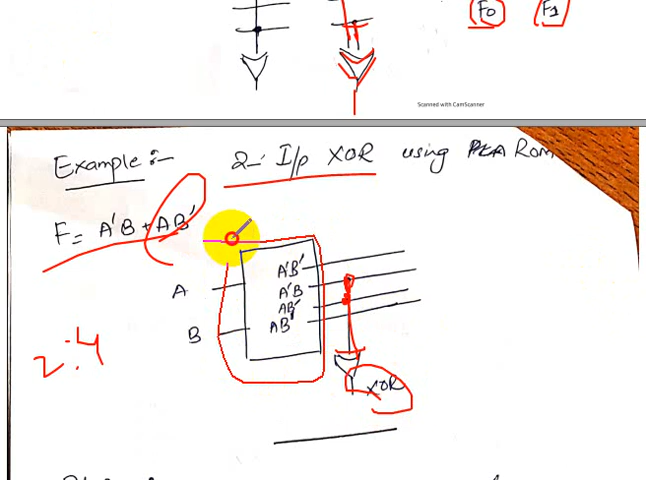 F0 F1
Scanned with CamScanner
Example :- 2- I/p XOR using PLA Rom
F = A'B + AB'
A'B'
A A'B
AB'
B AB
2:4
XOR